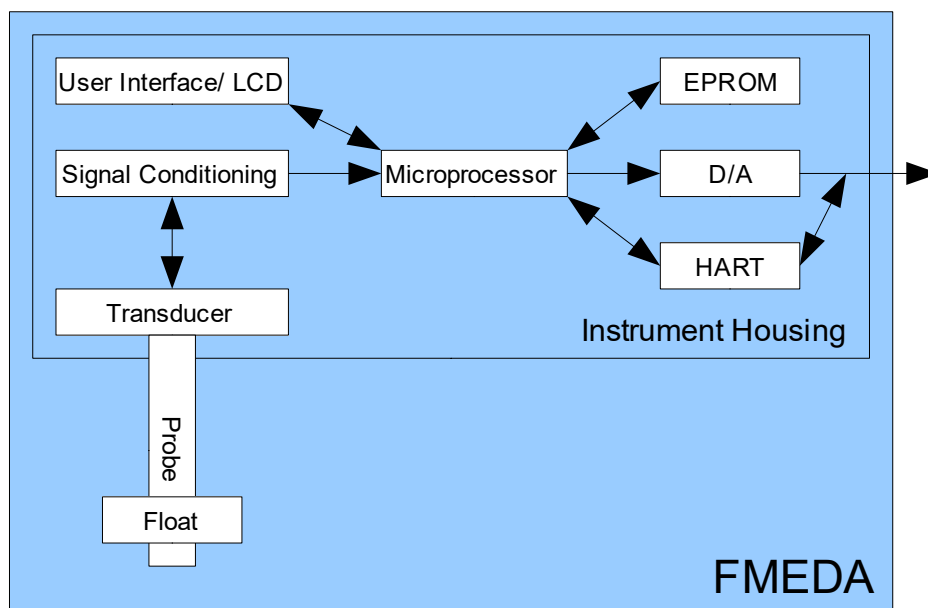 User Interface/ LCD
EPROM
Signal Conditioning
Microprocessor
D/A
HART
Transducer
Instrument Housing
Probe
Float
FMEDA